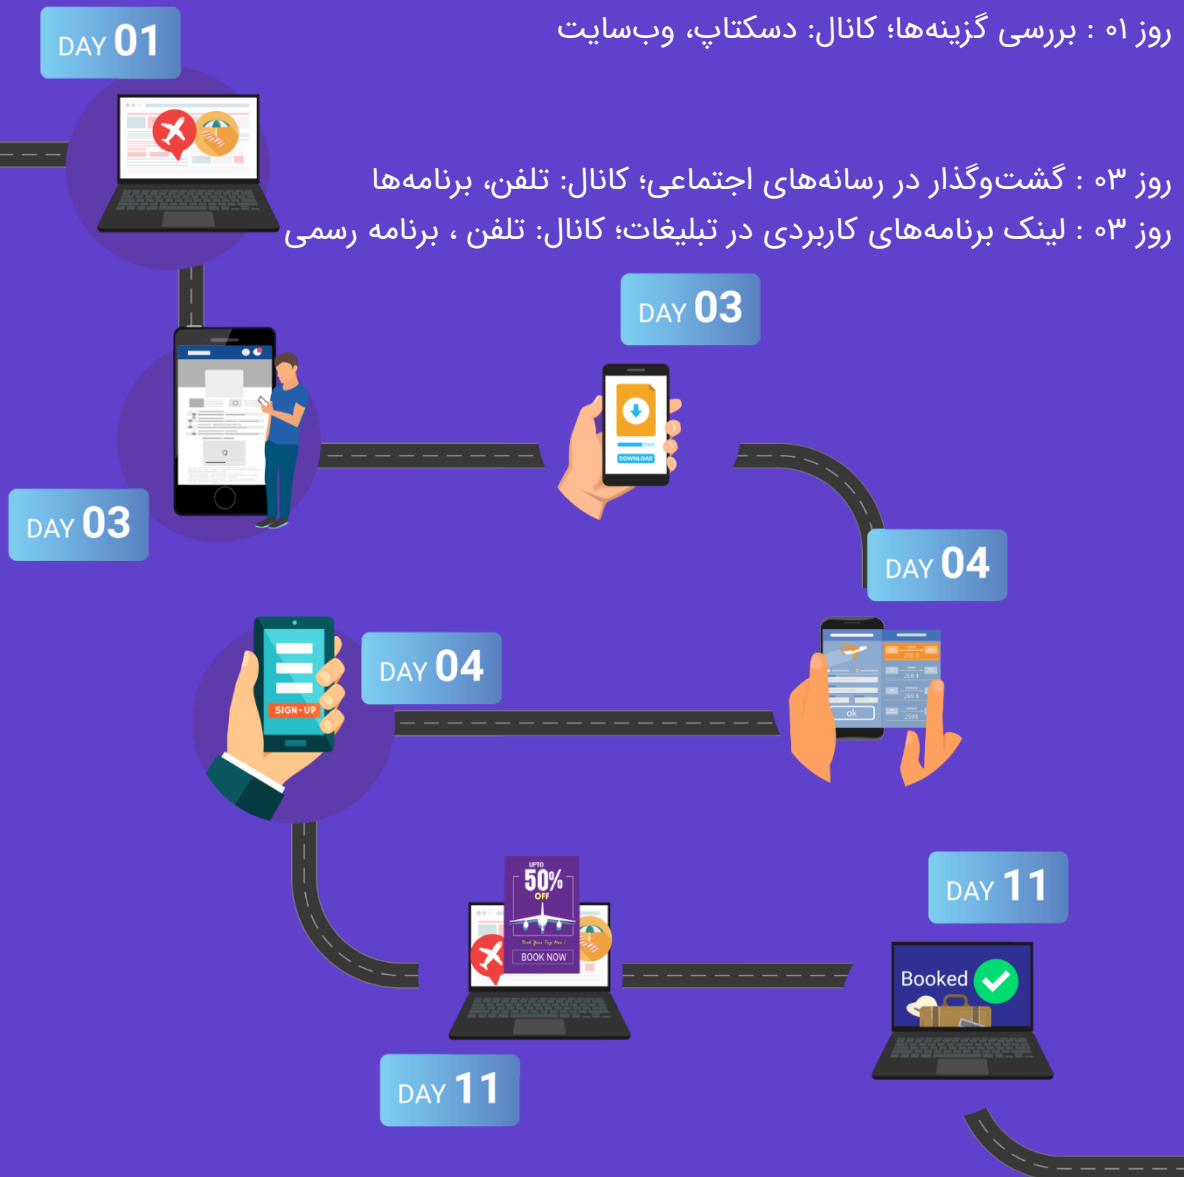 DAY 01
روز ۰۱ : بررسی گزینه‌ها؛ کانال: دسکتاپ، وب‌سایت
روز ۰۳ : گشت‌وگذار در رسانه‌های اجتماعی؛ کانال: تلفن، برنامه‌ها
روز ۰۳ : لینک برنامه‌های کاربردی در تبلیغات؛ کانال: تلفن ، برنامه رسمی
DAY 03
DOWNLOAD
DAY 03
DAY 04
DAY 04
SIGN-UP
ok
UPTO
50%
OFF
BOOK NOW
DAY 11
Booked
DAY 11